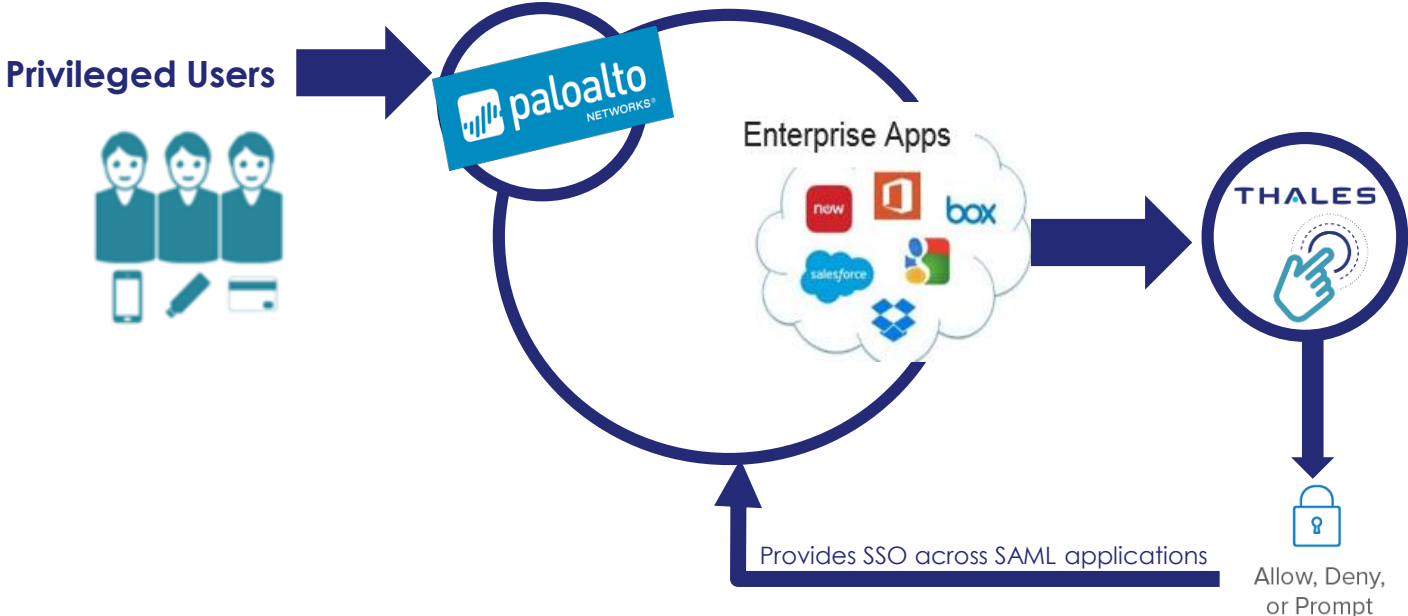 Privileged Users
paloalto
NETWORKS®
Enterprise Apps
now
box
salesforce
THALES
Provides SSO across SAML applications
Allow, Deny,
or Prompt